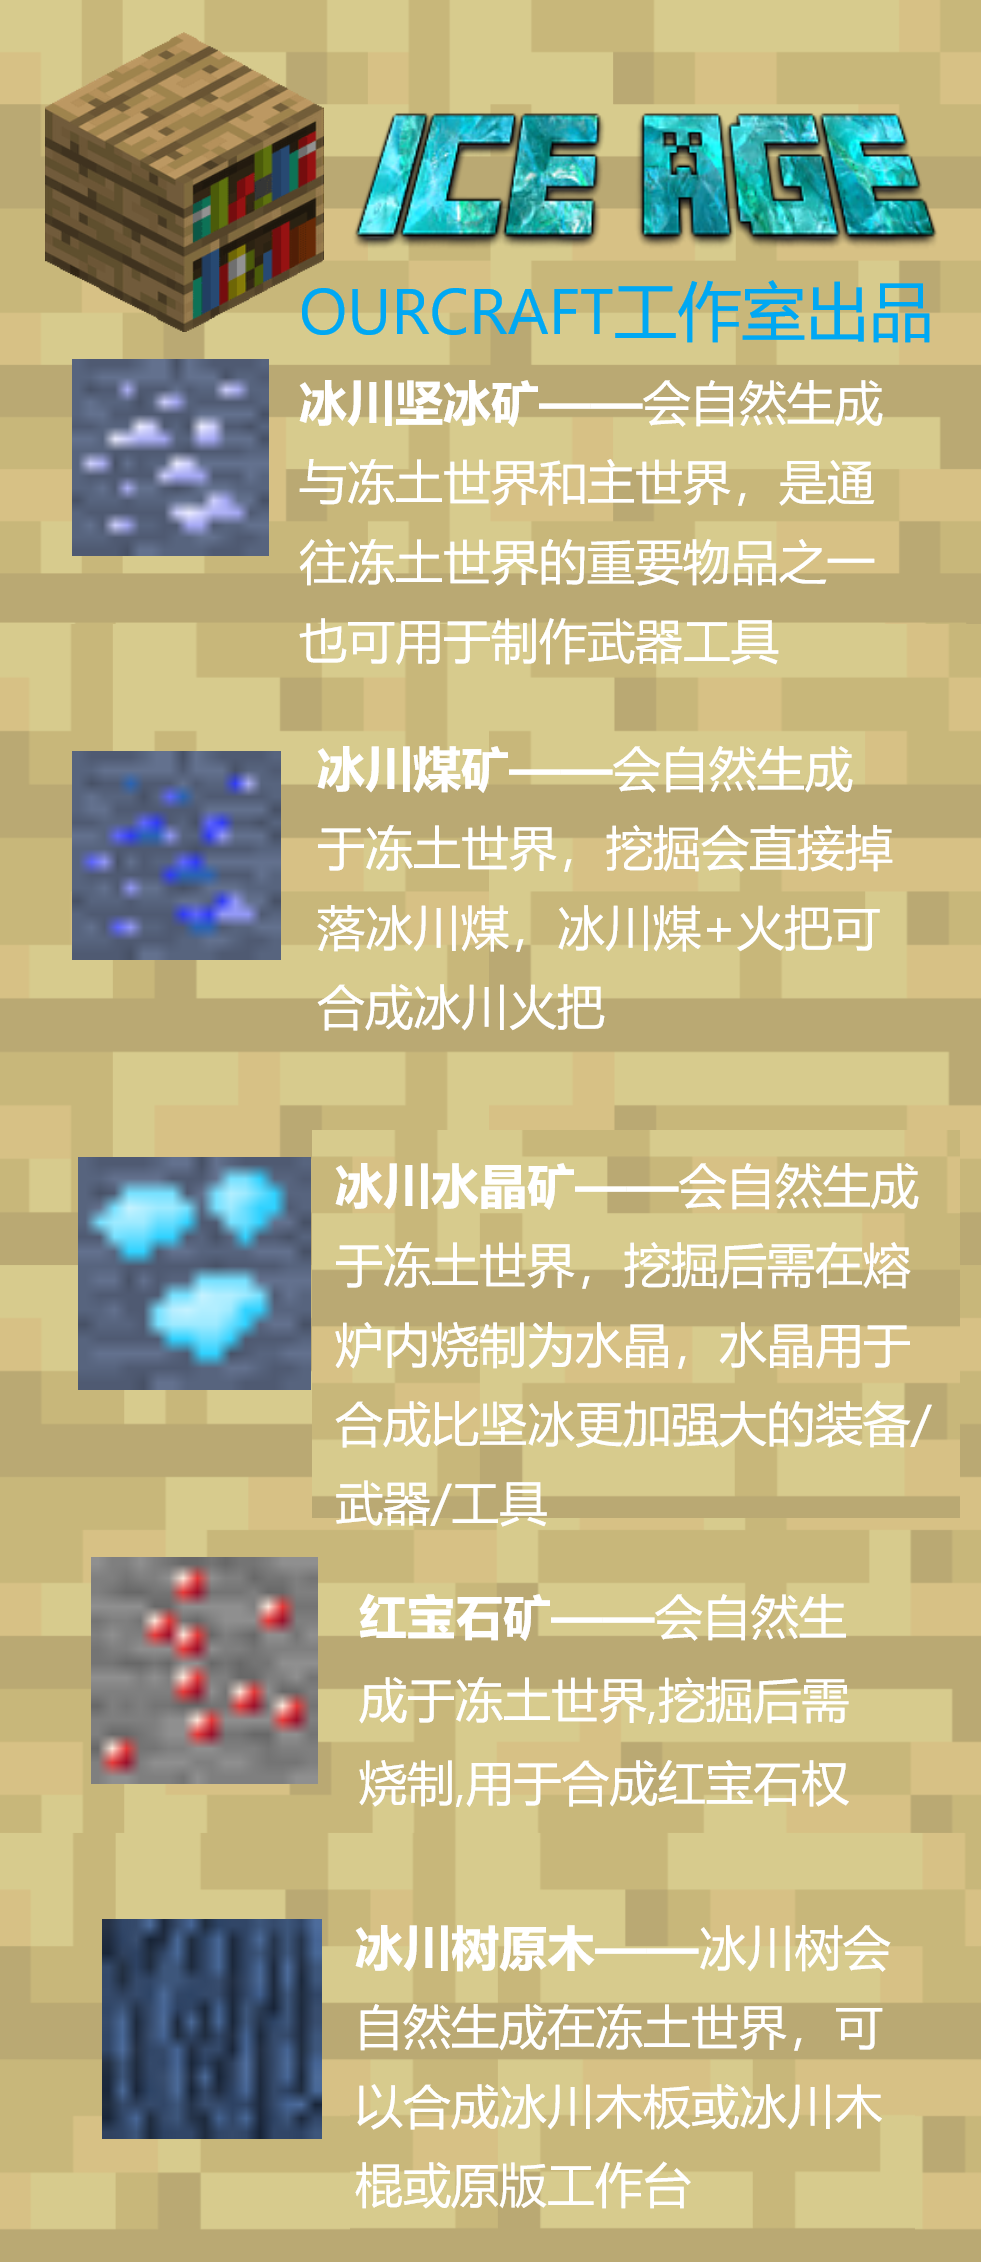 ICE AGE
OURCRAFT工作室出品
冰川坚冰矿——会自然生成
与冻土世界和主世界，是通
往冻土世界的重要物品之一
也可用于制作武器工具
冰川煤矿——会自然生成
于冻土世界，挖掘会直接掉
落冰川煤，冰川煤+火把可
合成冰川火把
冰川水晶矿——会自然生成
于冻土世界，挖掘后需在熔
炉内烧制为水晶，水晶用于
合成比坚冰更加强大的装备/
武器/工具
红宝石矿——会自然生
成于冻土世界,挖掘后需
烧制,用于合成红宝石权
冰川树原木——冰川树会
自然生成在冻土世界，可
以合成冰川木板或冰川木
棍或原版工作台